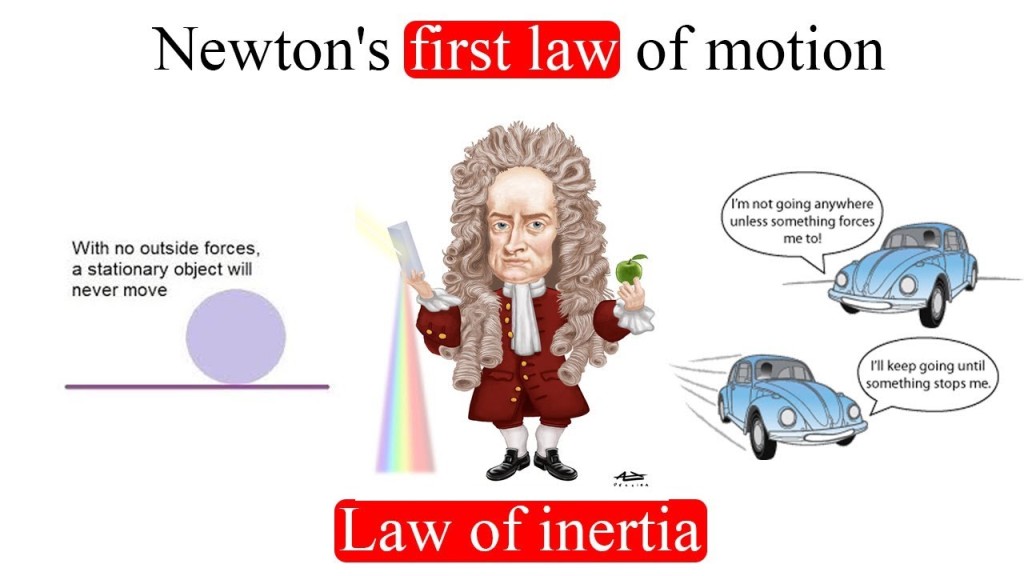 Newton's first law of motion
With no outside forces,
a stationary object will
never move
I'm not going anywhere
unless something forces
me to!
I'll keep going until
something stops me.
Law of inertia